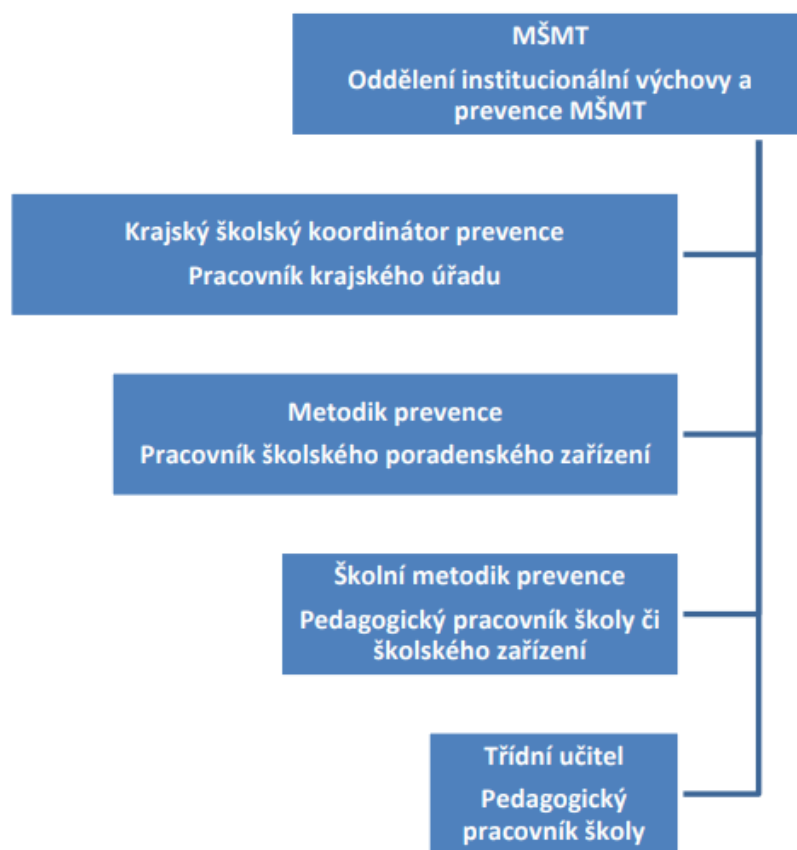 MŠMT
Oddělení institucionální výchovy a
prevence MŠMT
Krajský školský koordinátor prevence
Pracovník krajského úřadu
Metodik prevence
Pracovník školského poradenského zařízení
Školní metodik prevence
Pedagogický pracovník školy či
školského zařízení
Třídní učitel
Pedagogický
pracovník školy